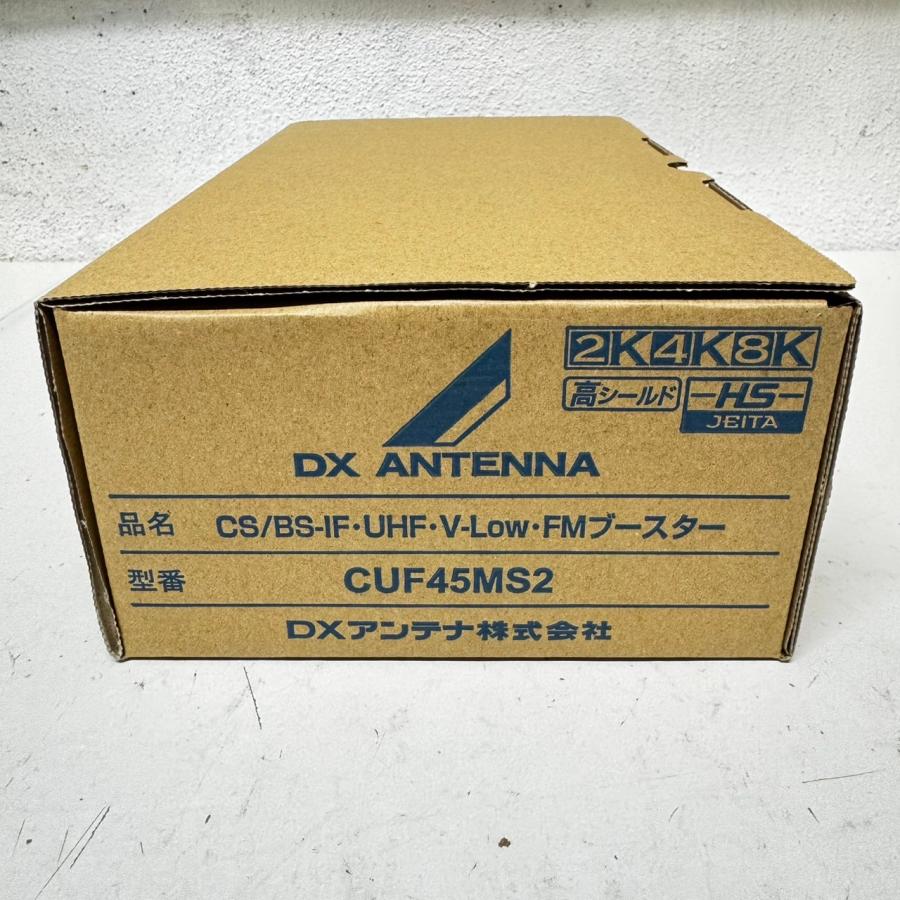 2K4K8K
高シールド
HS
JEITA
DX ANTENNA
品名 CS/BS-IF・UHF・V-Low・FMブースター
型番 CUF45MS2
DXアンテナ株式会社